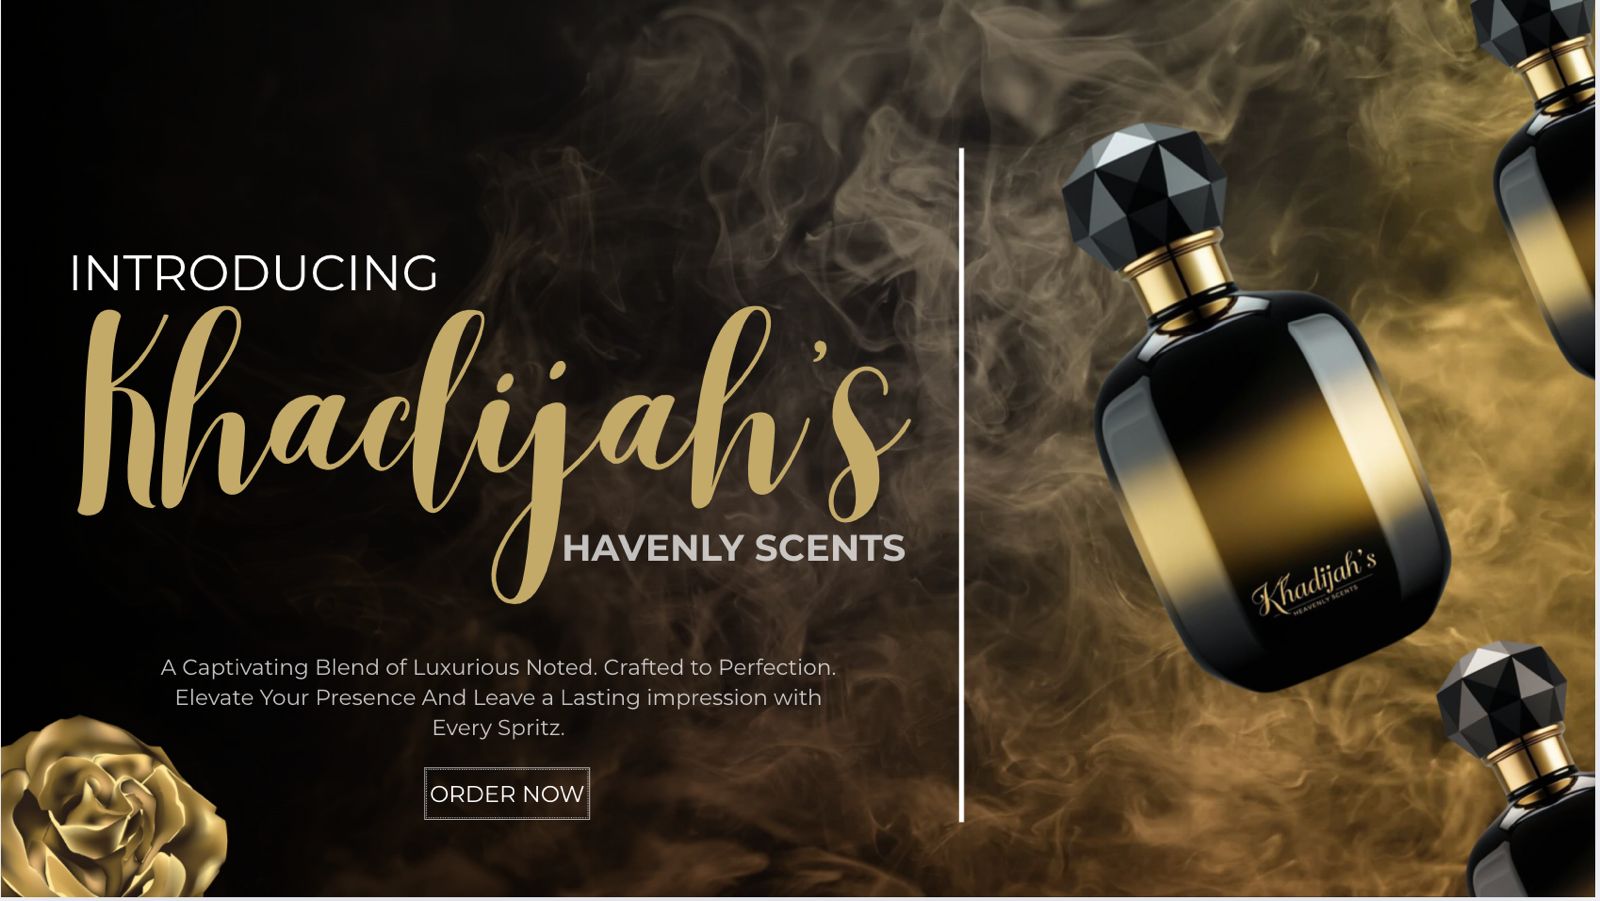 INTRODUCING
Khadijah's
HAVENLY SCENTS
A Captivating Blend of Luxurious Noted. Crafted to Perfection.
Elevate Your Presence And Leave a Lasting impression with
Every Spritz.
ORDER NOW
Khadijah's
HEAVENLY SCENTS